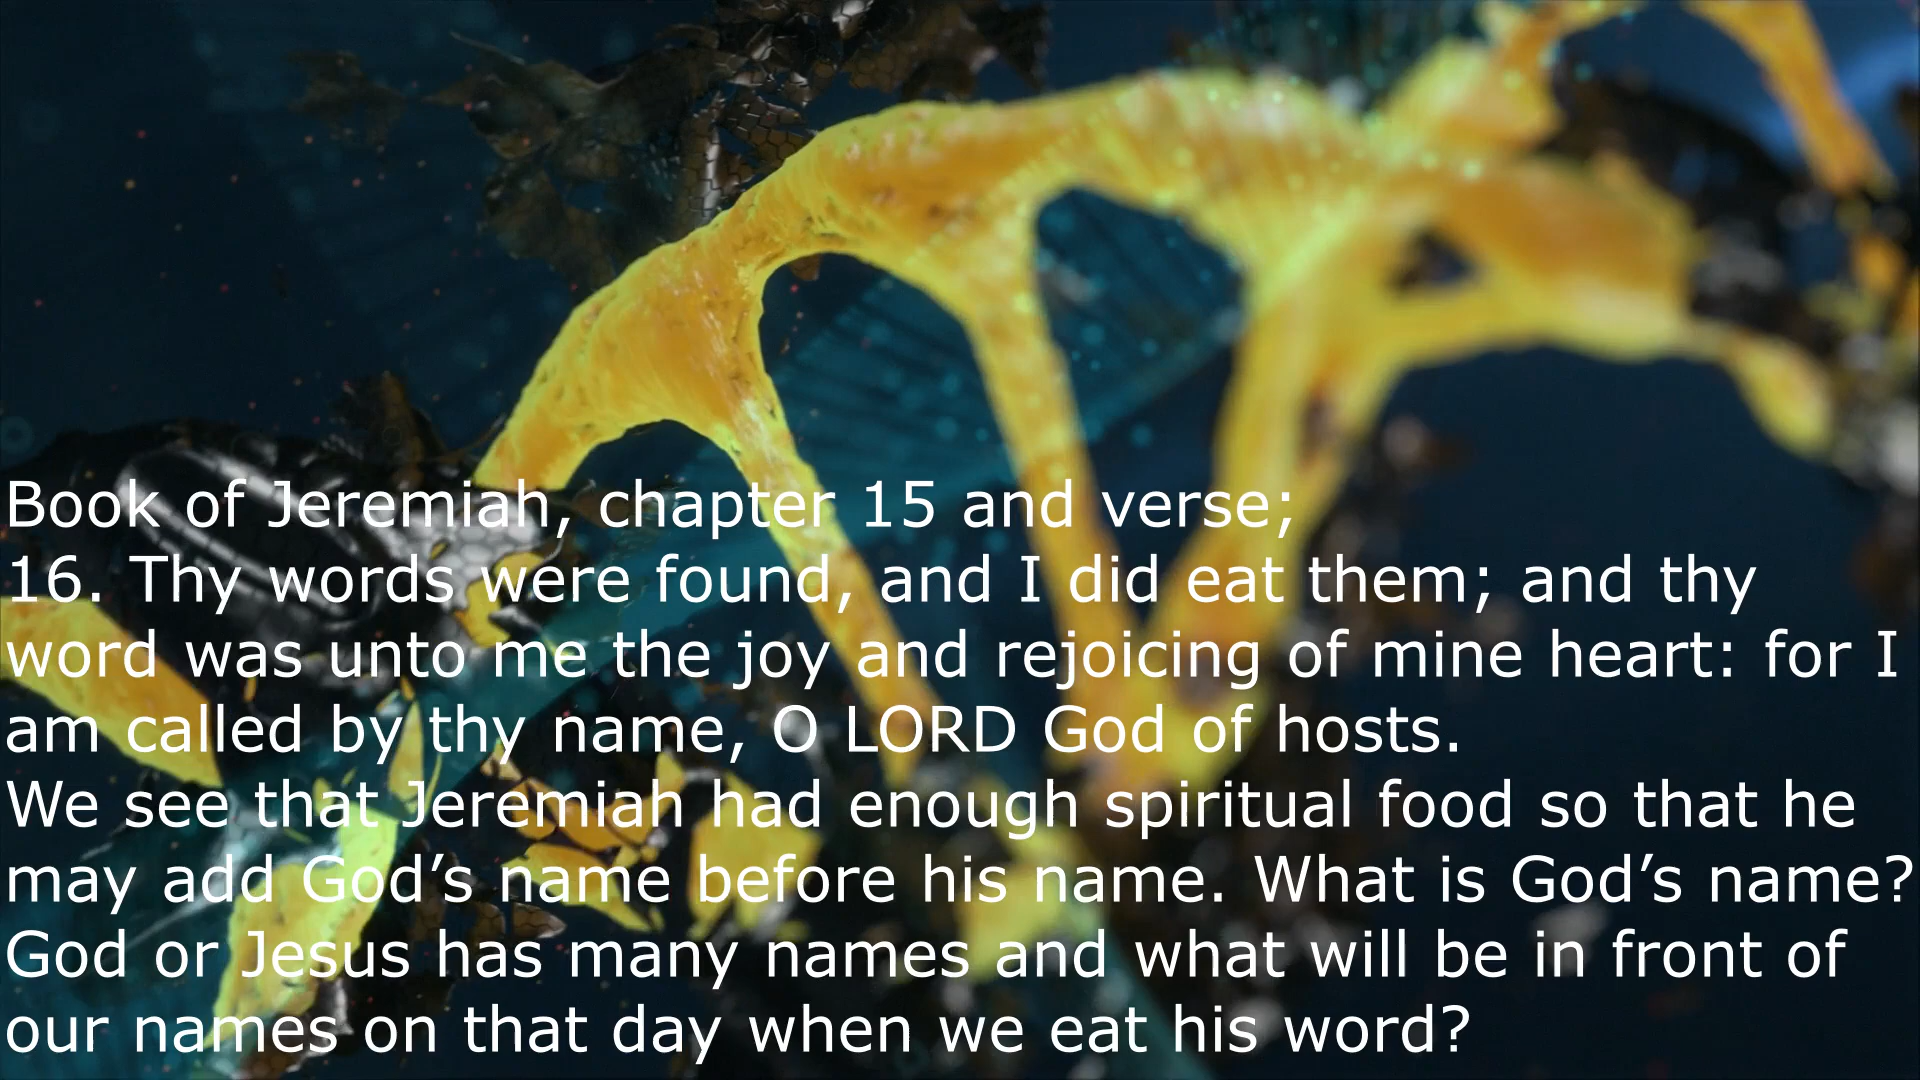 Book of Jeremiah, chapter 15 and verse;
16. Thy words were found, and I did eat them; and thy
word was unto me the joy and rejoicing of mine heart: for I
am called by thy name, O LORD God of hosts.
We see that Jeremiah had enough spiritual food so that he
may add God’s name before his name. What is God’s name?
God or Jesus has many names and what will be in front of
our names on that day when we eat his word?